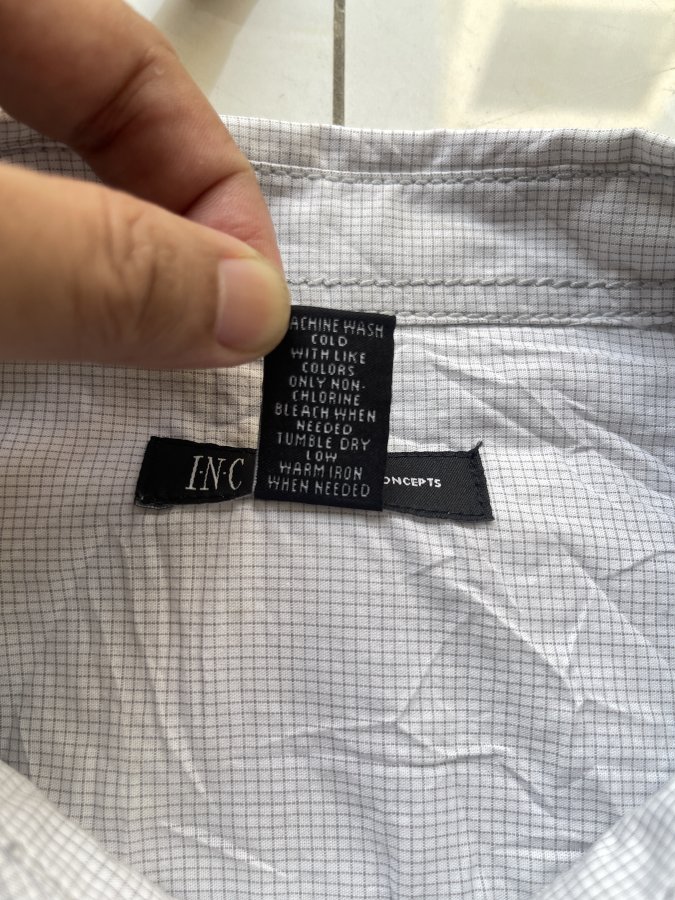 ACHINE WASH
COLD
WITH LIKE
COLORS
ONLY NON-
CHLORINE
BLEACH WHEN
NEEDED
TUMBLE DRY
LOW
WARM IRON
WHEN NEEDED
I·N·C ONCEPTS